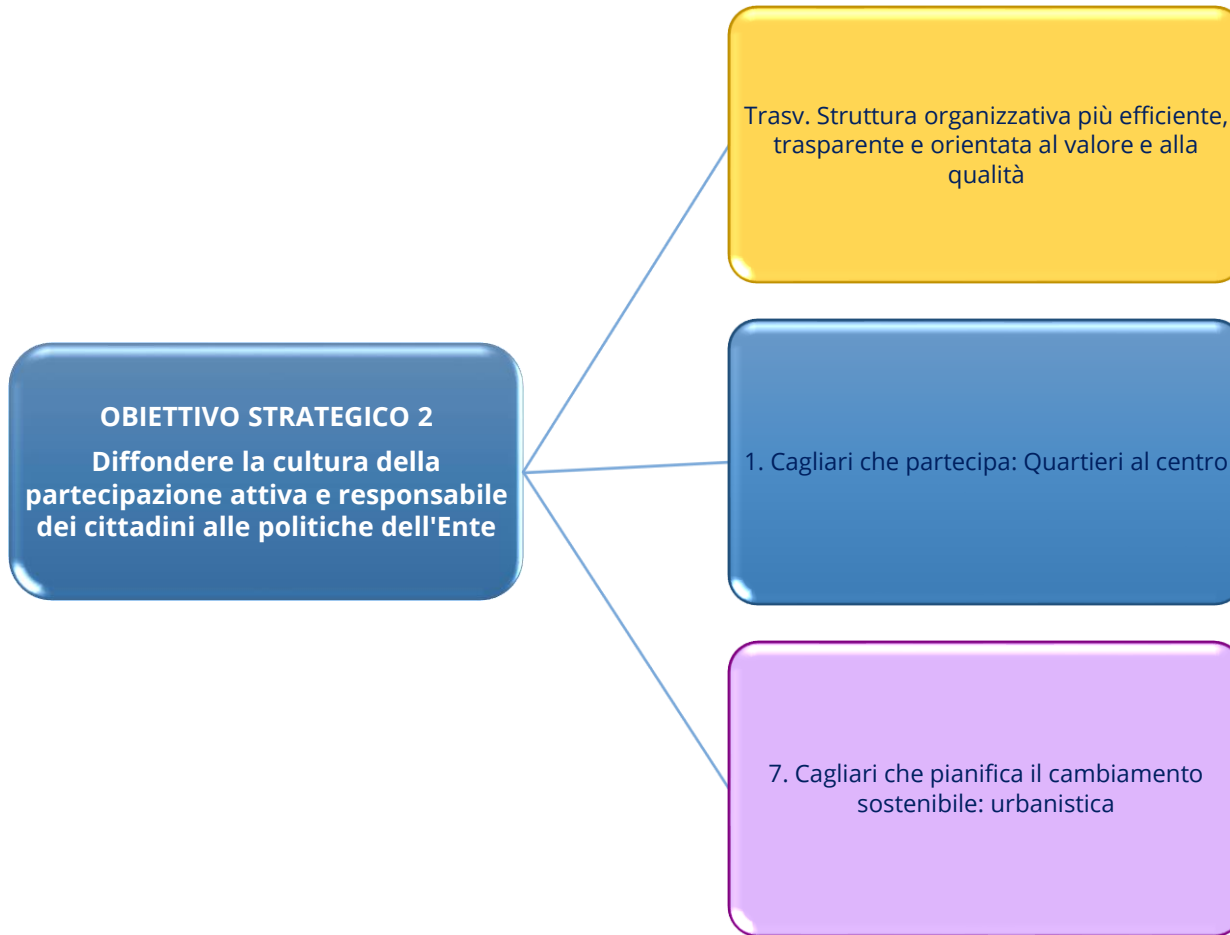 Trasv. Struttura organizzativa più efficiente,
trasparente e orientata al valore e alla
qualità
OBIETTIVO STRATEGICO 2
Diffondere la cultura della
partecipazione attiva e responsabile
dei cittadini alle politiche dell'Ente
1. Cagliari che partecipa: Quartieri al centro
7. Cagliari che pianifica il cambiamento
sostenibile: urbanistica